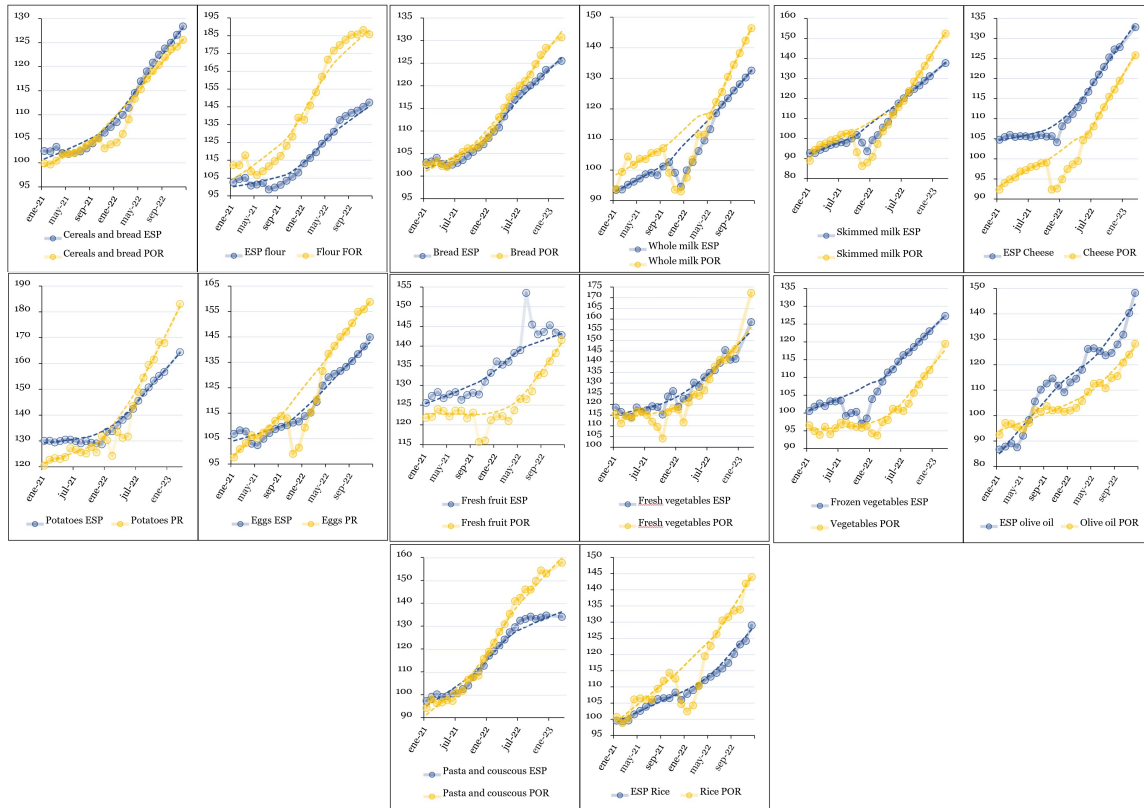 130
125
120
115
110
105
100
95
ene-21
may-21
sep-21
ene-22
may-22
sep-22
Cereals and bread ESP
Cereals and bread POR
195
185
175
165
155
145
135
125
115
105
95
ene-21
may-21
sep-21
ene-22
may-22
sep-22
ESP flour
Flour FOR
135
130
125
120
115
110
105
100
95
ene-21
jul-21
ene-22
jul-22
ene-23
Bread ESP
Bread POR
150
140
130
120
110
100
90
ene-21
may-21
sep-21
ene-22
may-22
sep-22
Whole milk ESP
Whole milk POR
160
150
140
130
120
110
100
90
80
ene-21
jul-21
ene-22
jul-22
ene-23
Skimmed milk ESP
Skimmed milk POR
140
135
130
125
120
115
110
105
100
95
90
ene-21
jul-21
ene-22
jul-22
ene-23
ESP Cheese
Cheese POR
190
180
170
160
150
140
130
120
ene-21
jul-21
ene-22
jul-22
ene-23
Potatoes ESP
Potatoes PR
165
155
145
135
125
115
105
95
ene-21
may-21
sep-21
ene-22
may-22
sep-22
Eggs ESP
Eggs PR
155
150
145
140
135
130
125
120
115
ene-21
may-21
sep-21
ene-22
may-22
sep-22
Fresh fruit ESP
Fresh fruit POR
175
170
165
160
155
150
145
140
135
130
125
120
115
110
105
100
ene-21
jul-21
ene-22
jul-22
ene-23
Fresh vegetables ESP
Fresh vegetables POR
135
130
125
120
115
110
105
100
95
90
ene-21
jul-21
ene-22
jul-22
ene-23
Frozen vegetables ESP
Vegetables POR
150
140
130
120
110
100
90
80
ene-21
may-21
sep-21
ene-22
may-22
sep-22
ESP olive oil
Olive oil POR
160
150
140
130
120
110
100
90
ene-21
jul-21
ene-22
jul-22
ene-23
Pasta and couscous ESP
Pasta and couscous POR
150
145
140
135
130
125
120
115
110
105
100
95
ene-21
may-21
sep-21
ene-22
may-22
sep-22
ESP Rice
Rice POR